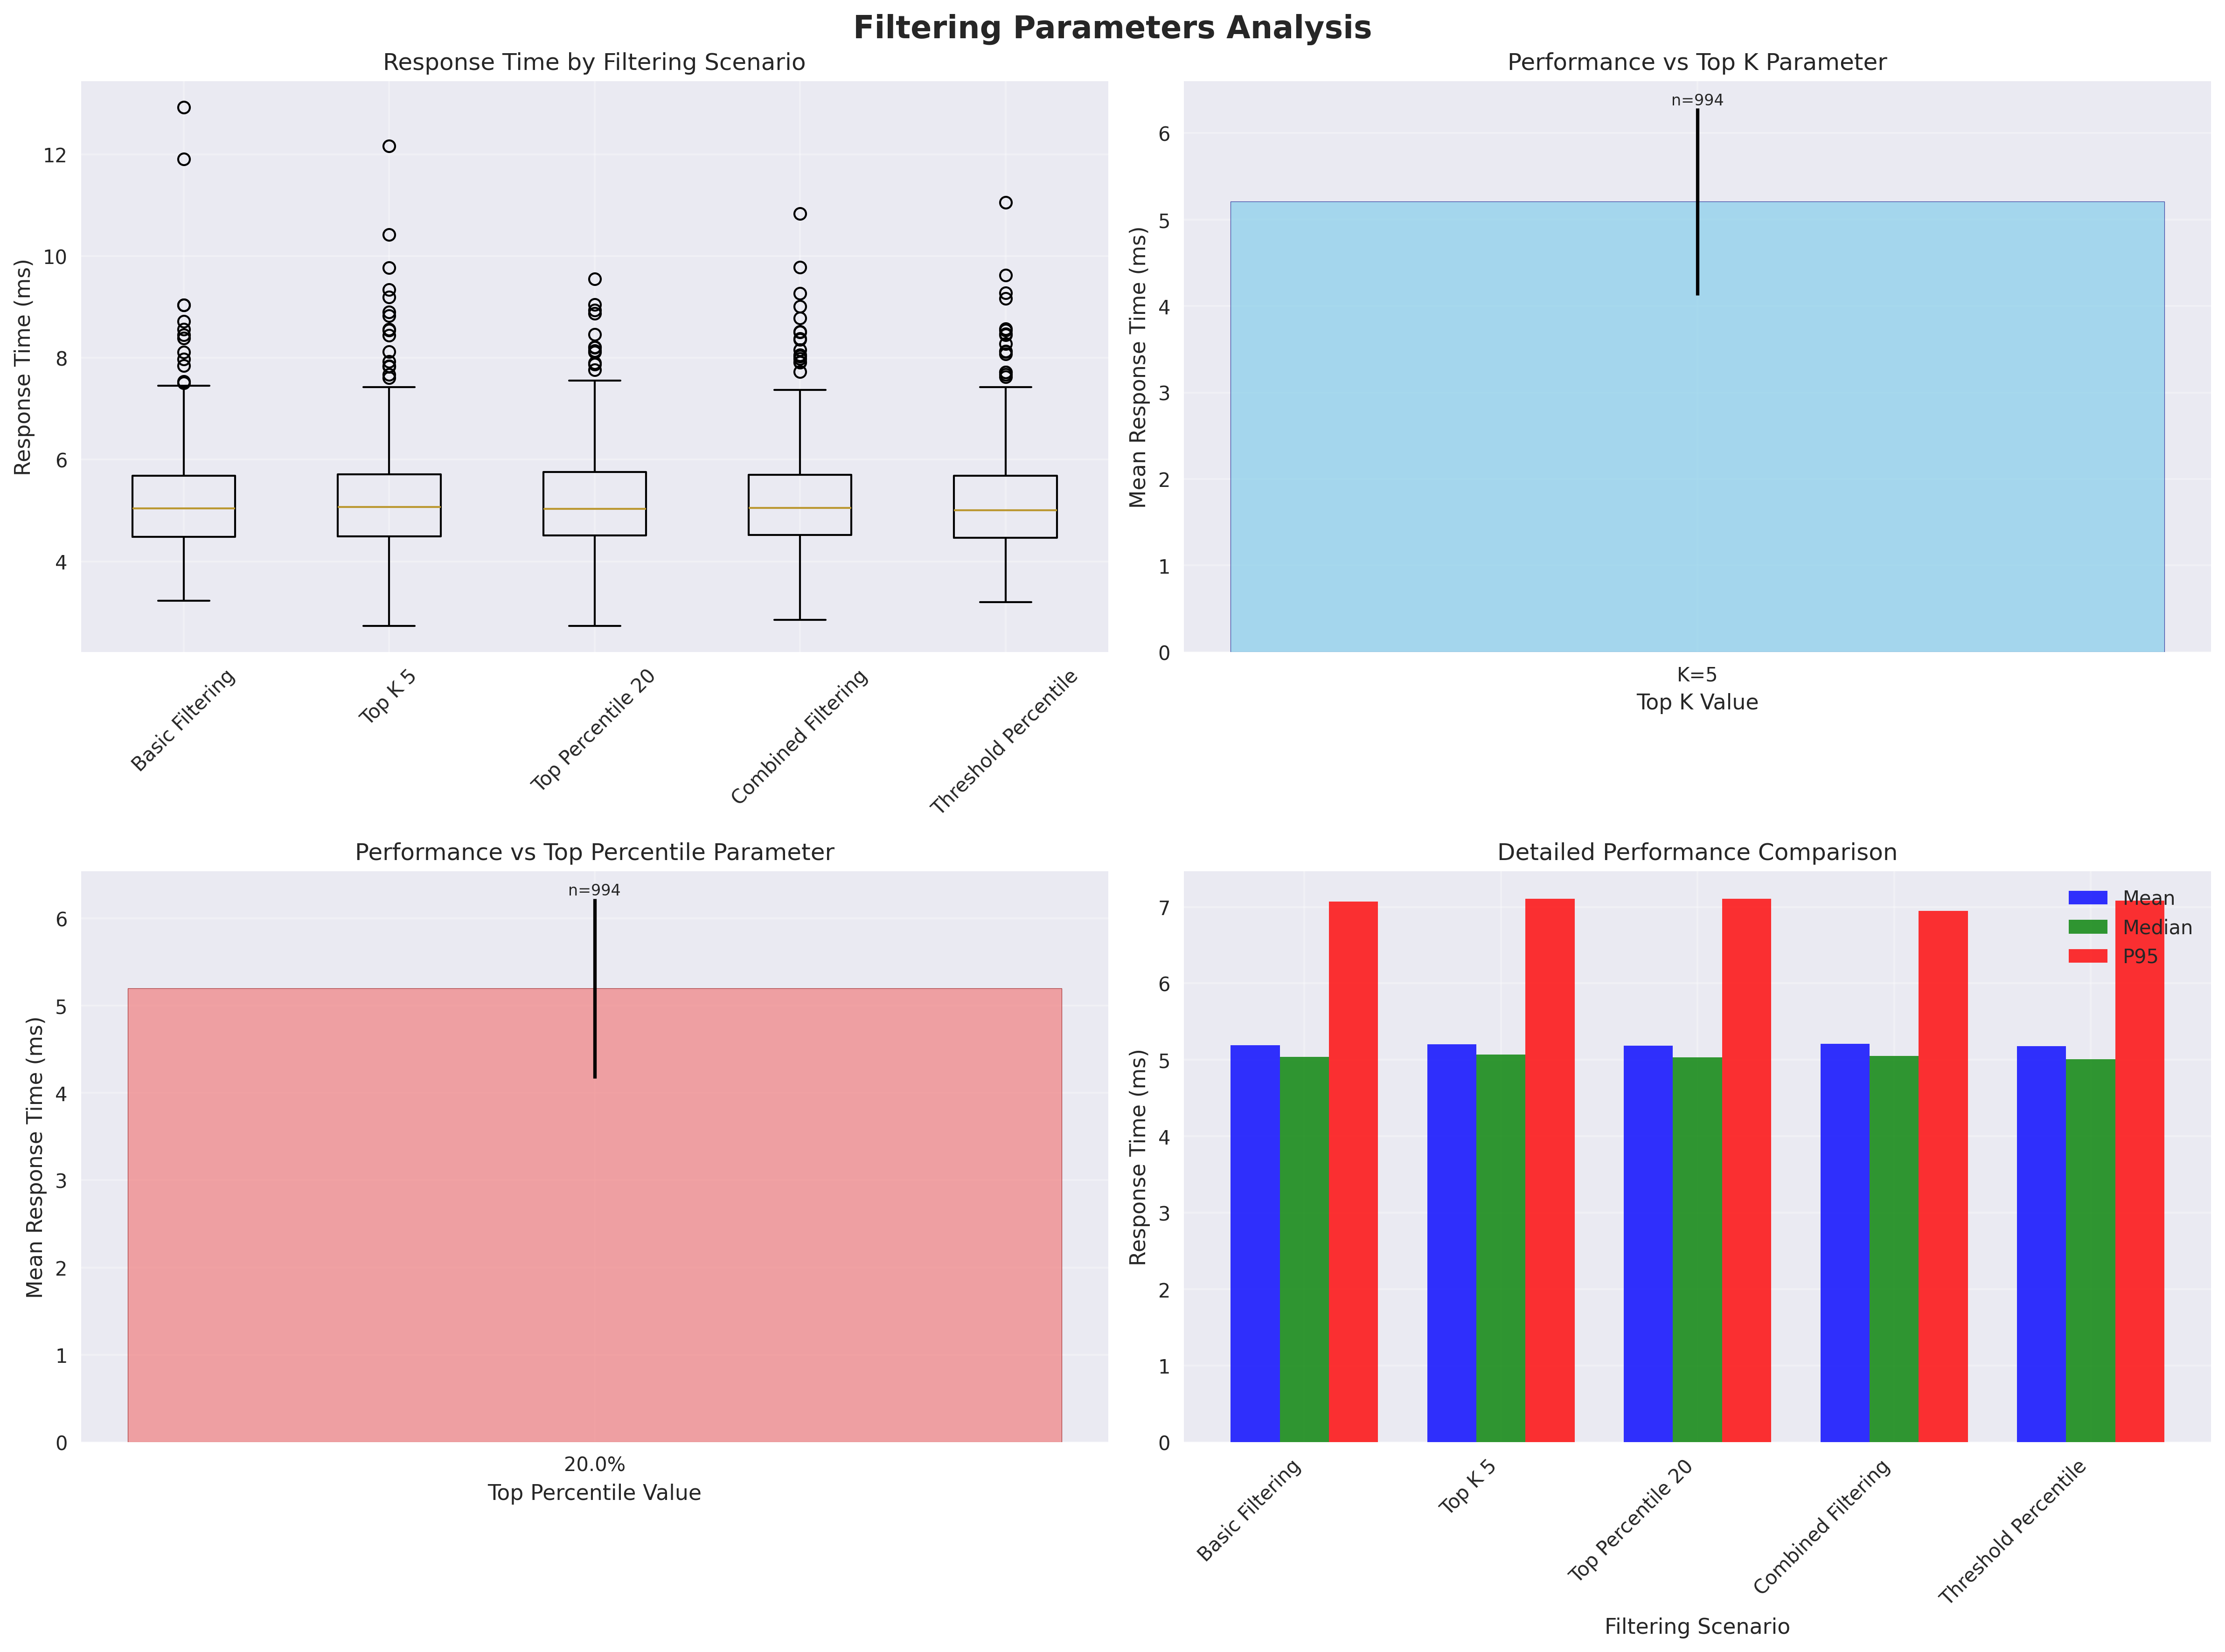 Filtering Parameters Analysis
Response Time by Filtering Scenario
Response Time (ms)
12
10
8
6
4
Basic Filtering
Top K 5
Top Percentile 20
Combined Filtering
Threshold Percentile
Performance vs Top K Parameter
Mean Response Time (ms)
n=994
6
5
4
3
2
1
0
K=5
Top K Value
Performance vs Top Percentile Parameter
Mean Response Time (ms)
n=994
6
5
4
3
2
1
0
20.0%
Top Percentile Value
Detailed Performance Comparison
Response Time (ms)
7
6
5
4
3
2
1
0
Mean
Median
P95
Basic Filtering
Top K 5
Top Percentile 20
Combined Filtering
Threshold Percentile
Filtering Scenario